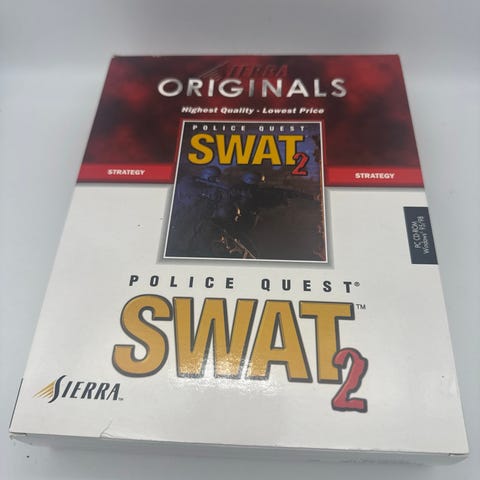 SIERRA
ORIGINALS
Highest Quality - Lowest Price
POLICE QUEST
SWAT 2
STRATEGY
STRATEGY
PC CD-ROM
Windows® 95/98
POLICE QUEST®
SWAT™ 2
SIERRA™